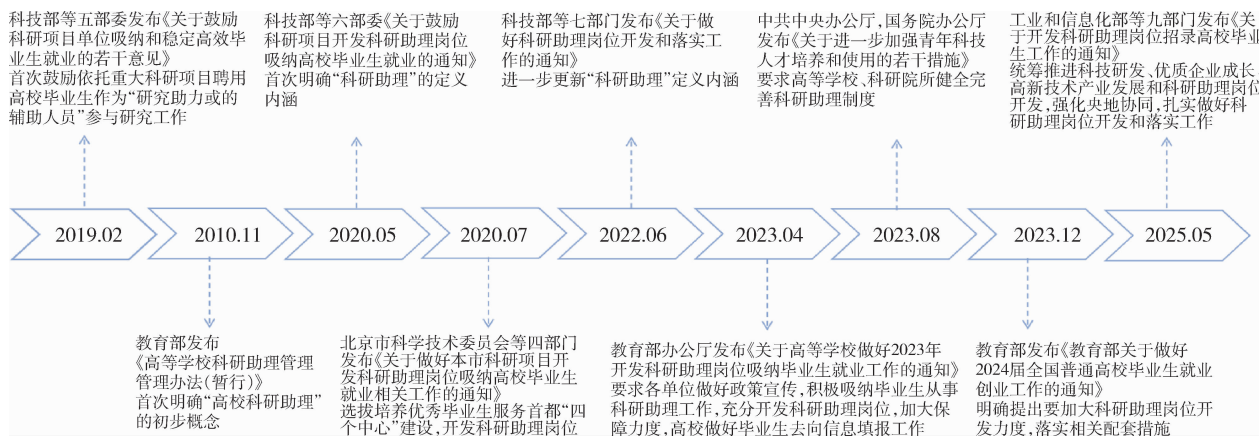 科技部等五部委发布《关于鼓励
科研项目单位吸纳和稳定高效毕
业生就业的若干意见》
首次鼓励依托重大科研项目聘用
高校毕业生作为“研究助力或的
辅助人员”参与研究工作
科技部等六部委《关于鼓励
科研项目开发科研助理岗位
吸纳高校毕业生就业的通知》
首次明确“科研助理”的定义
内涵
科技部等七部门发布《关于做
好科研助理岗位开发和落实工
作的通知》
进一步更新“科研助理”定义内涵
中共中央办公厅,国务院办公厅
发布《关于进一步加强青年科技
人才培养和使用的若干措施》
要求高等学校、科研院所健全完
善科研助理制度
工业和信息化部等九部门发布《关
于开发科研助理岗位招录高校毕业
生工作的通知》
统筹推进科技研发、优质企业成长
高新技术产业发展和科研助理岗位
开发,强化央地协同,扎实做好科
研助理岗位开发和落实工作
2019.02
2010.11
2020.05
2020.07
2022.06
2023.04
2023.08
2023.12
2025.05
教育部发布
《高等学校科研助理管理
管理办法(暂行)》
首次明确“高校科研助理”
的初步概念
北京市科学技术委员会等四部门
发布《关于做好本市科研项目开
发科研助理岗位吸纳高校毕业生
就业相关工作的通知》
选拔培养优秀毕业生服务首都“四
个中心”建设,开发科研助理岗位
教育部办公厅发布《关于高等学校做好2023年
开发科研助理岗位吸纳毕业生就业工作的通知》
要求各单位做好政策宣传,积极吸纳毕业生从事
科研助理工作,充分开发科研助理岗位,加大保
障力度,高校做好毕业生去向信息填报工作
教育部发布《教育部关于做好
2024届全国普通高校毕业生就业
创业工作的通知》
明确提出要加大科研助理岗位开
发力度,落实相关配套措施